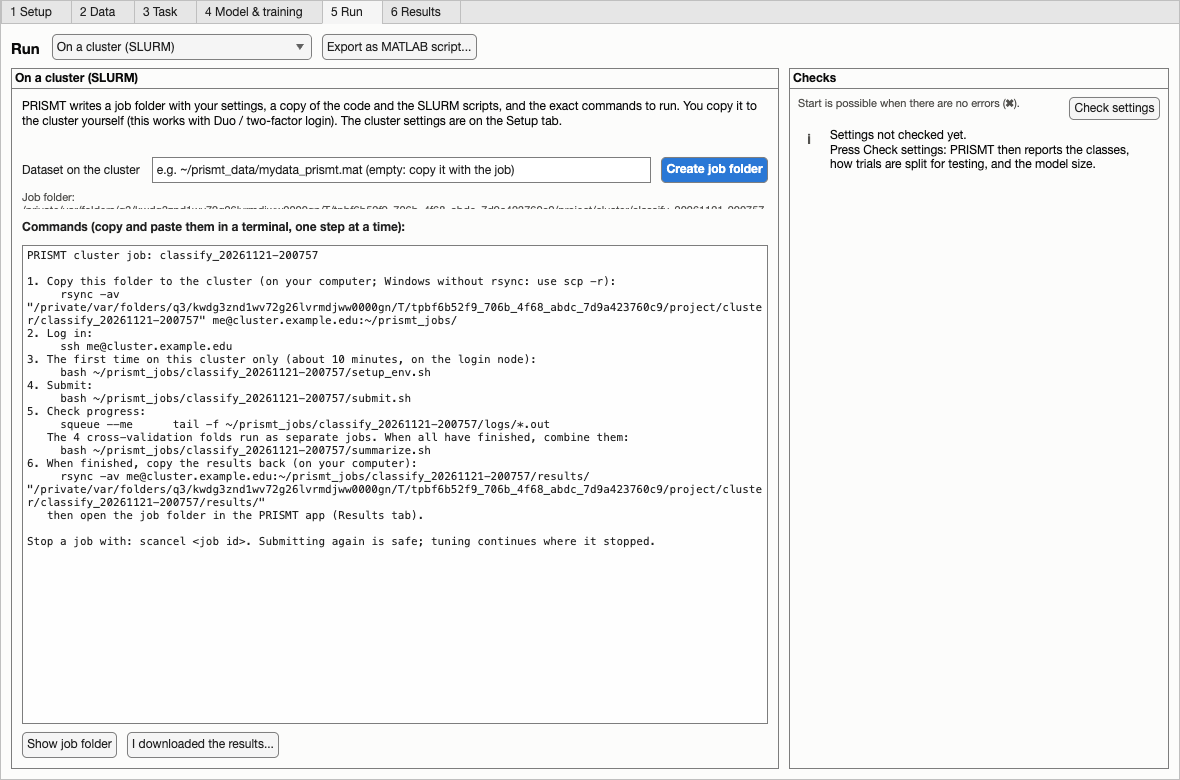 1 Setup
2 Data
3 Task
4 Model & training
5 Run
6 Results
Run
On a cluster (SLURM)
Export as MATLAB script...
On a cluster (SLURM)
PRISMT writes a job folder with your settings, a copy of the code and the SLURM scripts, and the exact commands to run. You copy it to
the cluster yourself (this works with Duo / two-factor login). The cluster settings are on the Setup tab.
Dataset on the cluster
e.g. ~/prismt_data/mydata_prismt.mat (empty: copy it with the job)
Create job folder
Job folder:
Commands (copy and paste them in a terminal, one step at a time):
PRISMT cluster job: classify_20261121-200757
1. Copy this folder to the cluster (on your computer; Windows without rsync: use scp -r):
rsync -av
"/private/var/folders/q3/kwdg3znd1wv72g26lvrmdjww0000gn/T/tpbf6b52f9_706b_4f68_abdc_7d9a423760c9/project/cluste
r/classify_20261121-200757" me@cluster.example.edu:~/prismt_jobs/
2. Log in:
ssh me@cluster.example.edu
3. The first time on this cluster only (about 10 minutes, on the login node):
bash ~/prismt_jobs/classify_20261121-200757/setup_env.sh
4. Submit:
bash ~/prismt_jobs/classify_20261121-200757/submit.sh
5. Check progress:
squeue --me      tail -f ~/prismt_jobs/classify_20261121-200757/logs/*.out
The 4 cross-validation folds run as separate jobs. When all have finished, combine them:
bash ~/prismt_jobs/classify_20261121-200757/summarize.sh
6. When finished, copy the results back (on your computer):
rsync -av me@cluster.example.edu:~/prismt_jobs/classify_20261121-200757/results/
"/private/var/folders/q3/kwdg3znd1wv72g26lvrmdjww0000gn/T/tpbf6b52f9_706b_4f68_abdc_7d9a423760c9/project/cluste
r/classify_20261121-200757/results/"
then open the job folder in the PRISMT app (Results tab).
Stop a job with: scancel <job id>. Submitting again is safe; tuning continues where it stopped.
Show job folder
I downloaded the results...
Checks
Start is possible when there are no errors (✖).
Check settings
i
Settings not checked yet.
Press Check settings: PRISMT then reports the classes,
how trials are split for testing, and the model size.